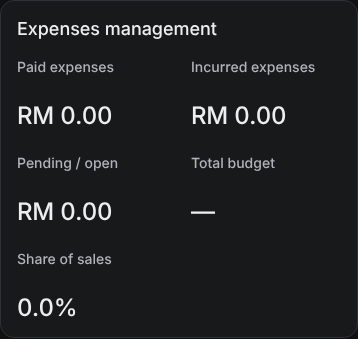 Expenses management
Paid expenses
Incurred expenses
RM 0.00
RM 0.00
Pending / open
Total budget
RM 0.00
—
Share of sales
0.0%